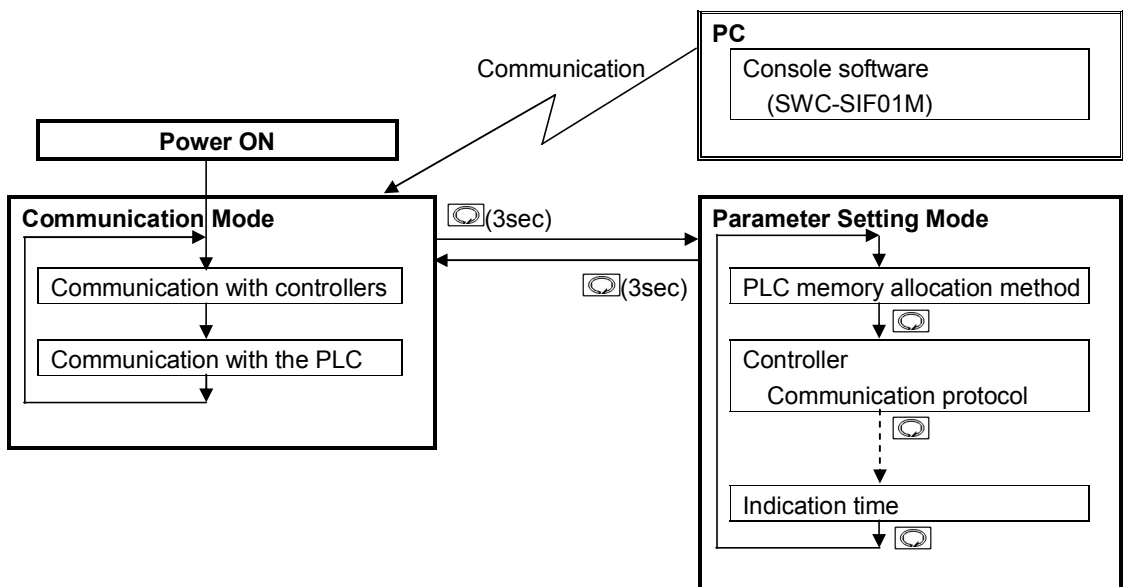 PC
Console software
(SWC-SIF01M)
Communication
Power ON
Communication Mode
Communication with controllers
Communication with the PLC
(3sec)
(3sec)
Parameter Setting Mode
PLC memory allocation method
Controller
Communication protocol
Indication time